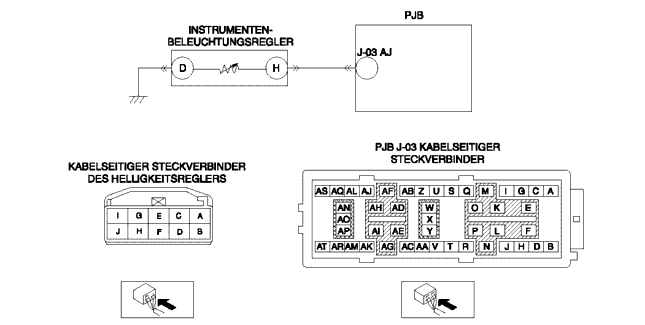 PJB
INSTRUMENTEN-
BELEUCHTUNGSREGLER
J-03 AJ
D H
PJB J-03 KABELSEITIGER
STECKVERBINDER
KABELSEITIGER STECKVERBINDER
DES HELLIGKEITSREGLERS
I G E C A
J H F D B
AS AQ AL AJ AF AB Z U S Q M I G C A
AN AH AD W O K E
AO X
AP AI AE Y P L F
AT AR AM AK AG AC AA V T R N J H D B